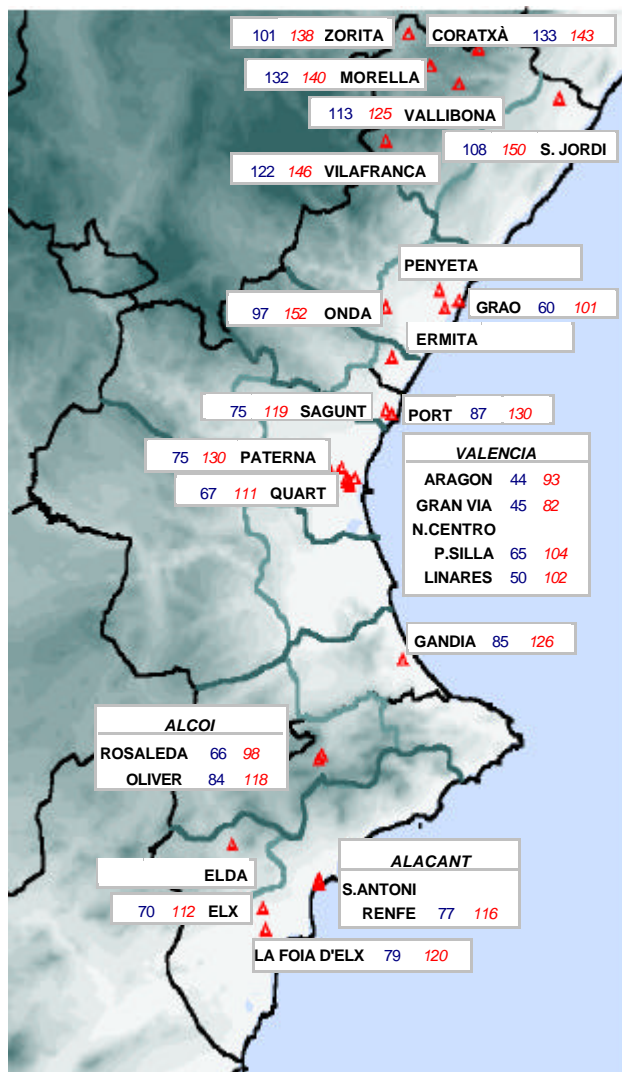 101 138 ZORITA
CORATXÀ 133 143
132 140 MORELLA
113 125 VALLIBONA
108 150 S. JORDI
122 146 VILAFRANCA
PENYETA
97 152 ONDA
GRAO 60 101
ERMITA
75 119 SAGUNT
PORT 87 130
75 130 PATERNA
67 111 QUART
VALENCIA
ARAGON 44 93
GRAN VIA 45 82
N.CENTRO
P.SILLA 65 104
LINARES 50 102
GANDIA 85 126
ALCOI
ROSALEDA 66 98
OLIVER 84 118
ELDA
70 112 ELX
ALACANT
S.ANTONI
RENFE 77 116
LA FOIA D'ELX 79 120